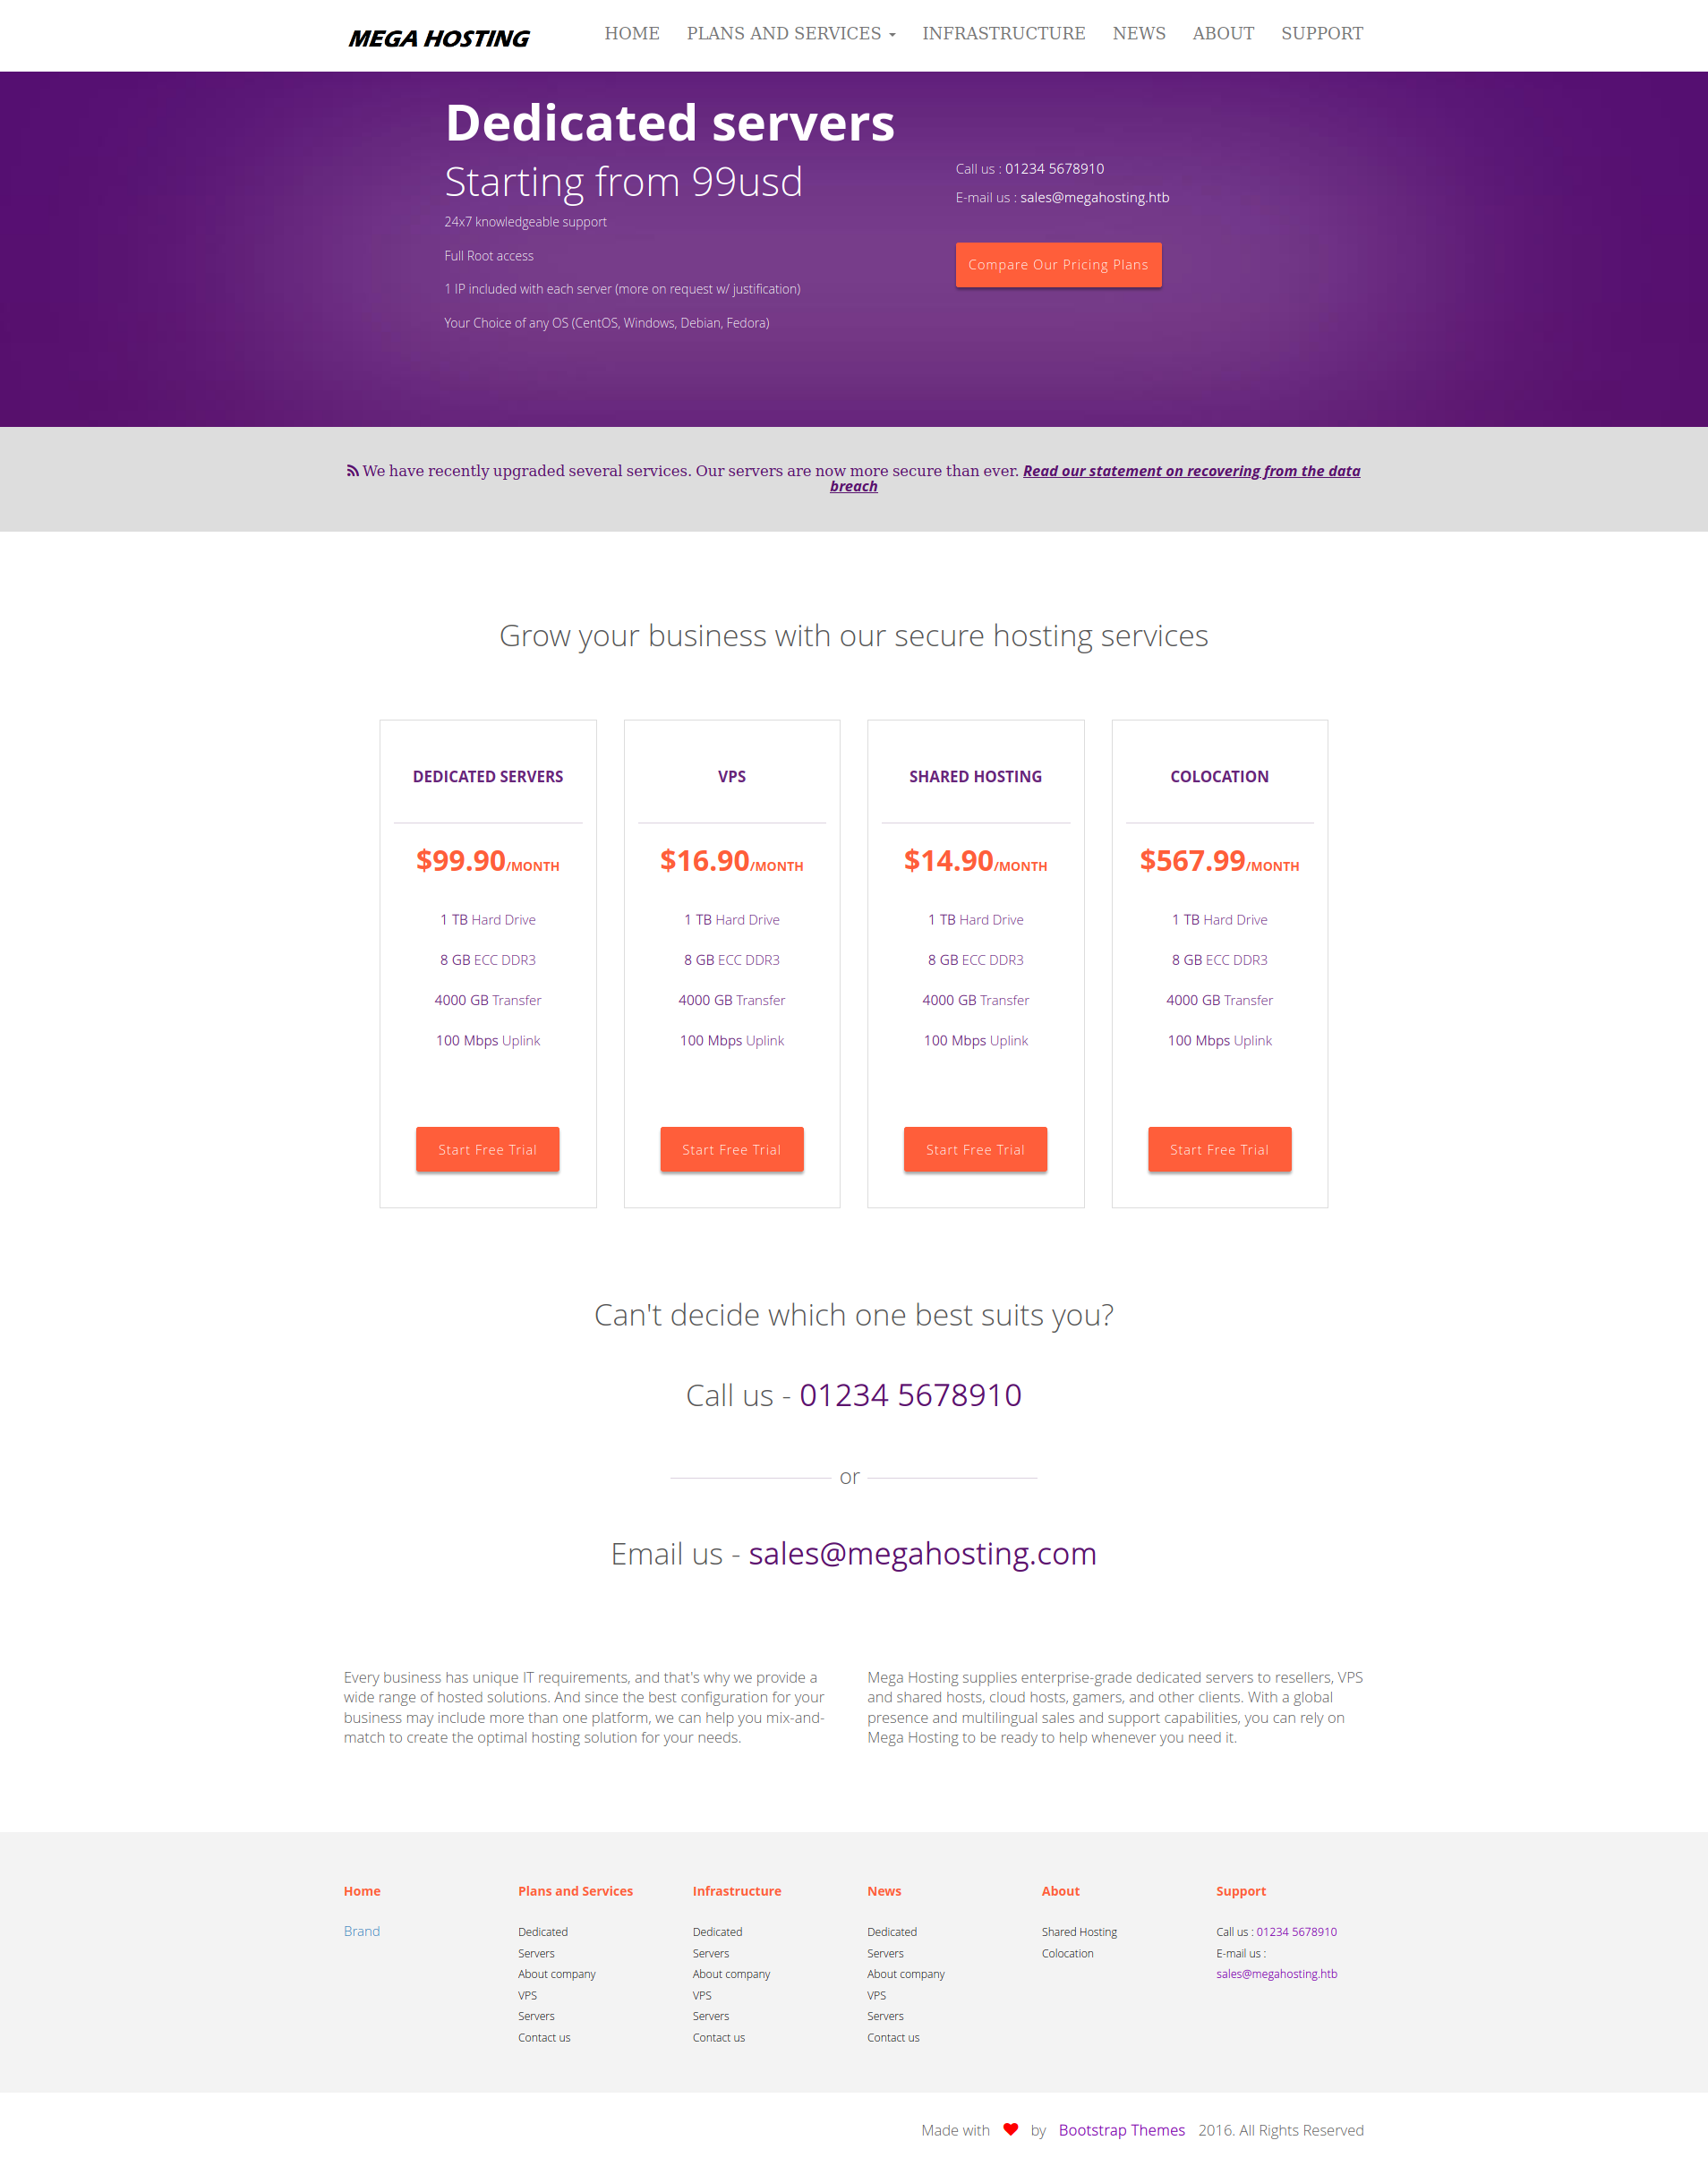 MEGA HOSTING
HOME
PLANS AND SERVICES
INFRASTRUCTURE
NEWS
ABOUT
SUPPORT
Dedicated servers
Starting from 99usd
24x7 knowledgeable support
Full Root access
1 IP included with each server (more on request w/ justification)
Your Choice of any OS (CentOS, Windows, Debian, Fedora)
Call us : 01234 5678910
E-mail us : sales@megahosting.htb
Compare Our Pricing Plans
We have recently upgraded several services. Our servers are now more secure than ever. Read our statement on recovering from the data
breach
Grow your business with our secure hosting services
DEDICATED SERVERS
$99.90/MONTH
1 TB Hard Drive
8 GB ECC DDR3
4000 GB Transfer
100 Mbps Uplink
Start Free Trial
VPS
$16.90/MONTH
1 TB Hard Drive
8 GB ECC DDR3
4000 GB Transfer
100 Mbps Uplink
Start Free Trial
SHARED HOSTING
$14.90/MONTH
1 TB Hard Drive
8 GB ECC DDR3
4000 GB Transfer
100 Mbps Uplink
Start Free Trial
COLOCATION
$567.99/MONTH
1 TB Hard Drive
8 GB ECC DDR3
4000 GB Transfer
100 Mbps Uplink
Start Free Trial
Can't decide which one best suits you?
Call us - 01234 5678910
or
Email us - sales@megahosting.com
Every business has unique IT requirements, and that's why we provide a
wide range of hosted solutions. And since the best configuration for your
business may include more than one platform, we can help you mix-and-
match to create the optimal hosting solution for your needs.
Mega Hosting supplies enterprise-grade dedicated servers to resellers, VPS
and shared hosts, cloud hosts, gamers, and other clients. With a global
presence and multilingual sales and support capabilities, you can rely on
Mega Hosting to be ready to help whenever you need it.
Home
Brand
Plans and Services
Dedicated
Servers
About company
VPS
Servers
Contact us
Infrastructure
Dedicated
Servers
About company
VPS
Servers
Contact us
News
Dedicated
Servers
About company
VPS
Servers
Contact us
About
Shared Hosting
Colocation
Support
Call us : 01234 5678910
E-mail us :
sales@megahosting.htb
Made with ♥ by Bootstrap Themes 2016. All Rights Reserved